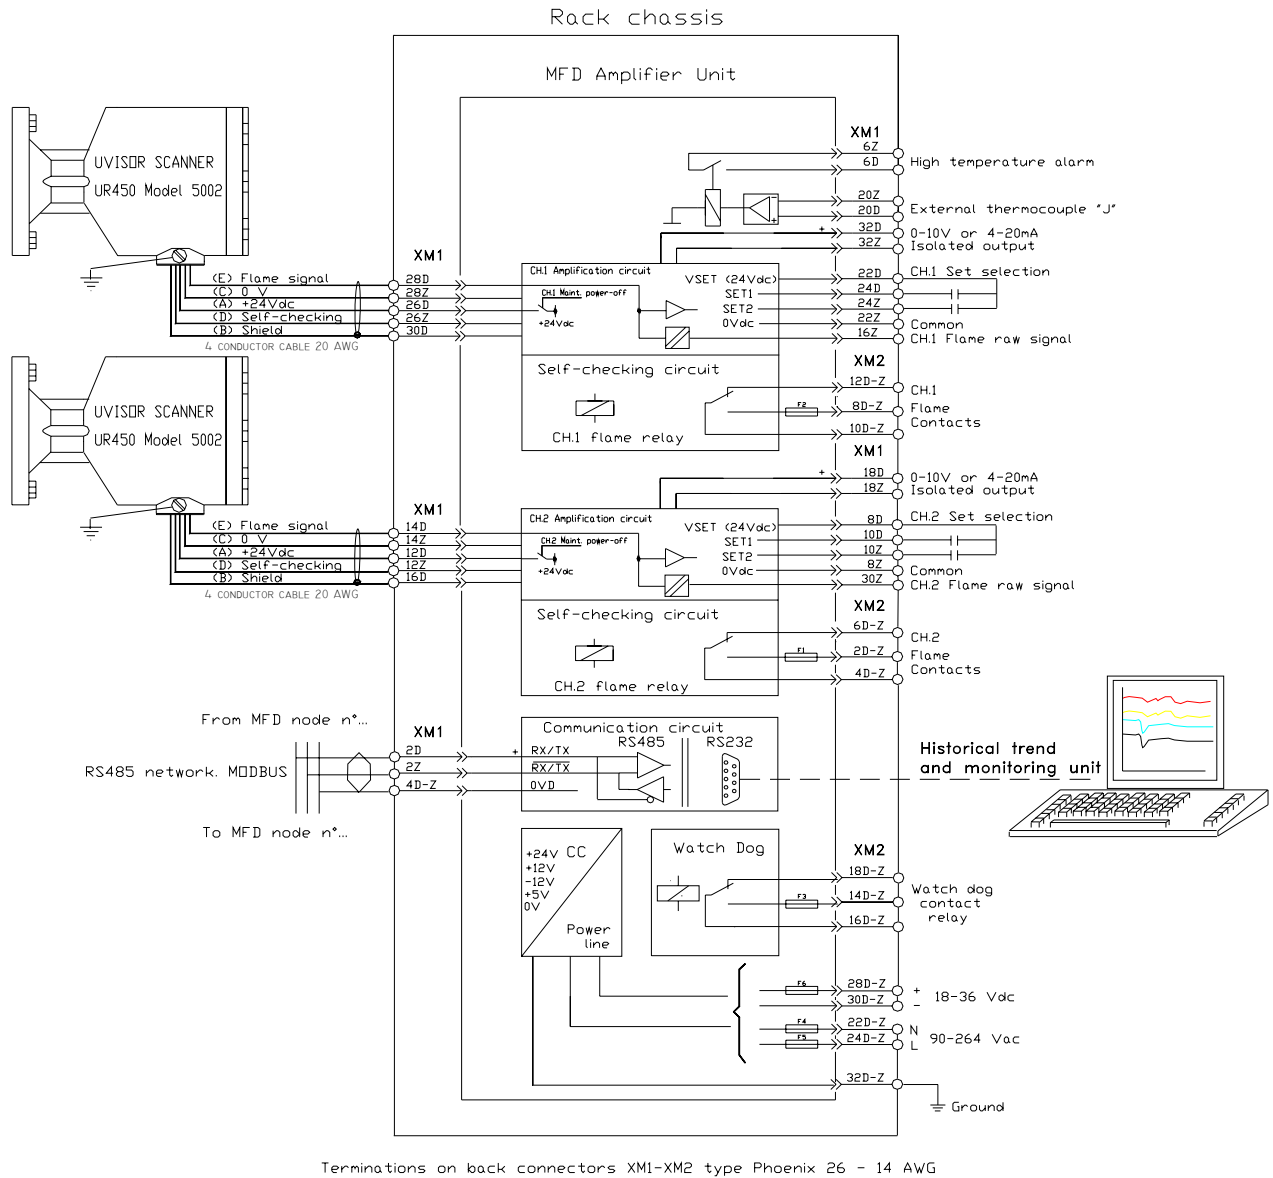 Rack chassis
MFD Amplifier Unit
UVISOR SCANNER
UR450 Model 5002
XM1
(E) Flame signal
(C) 0 V
(A) +24Vdc
(D) Self-checking
(B) Shield
4 CONDUCTOR CABLE 20 AWG
28D
28Z
26D
26Z
30D
CH.1 Amplification circuit
CH.1 Maint. power-off
+24Vdc
VSET (24Vdc)
SET1
SET2
0Vdc
Self-checking circuit
CH.1 flame relay
XM1
6Z
6D
High temperature alarm
20Z
20D
External thermocouple "J"
+
32D
0-10V or 4-20mA
32Z
Isolated output
22D
CH.1 Set selection
24D
24Z
22Z
Common
16Z
CH.1 Flame raw signal
XM2
12D-Z
CH.1
F2
8D-Z
Flame
Contacts
10D-Z
UVISOR SCANNER
UR450 Model 5002
XM1
(E) Flame signal
(C) 0 V
(A) +24Vdc
(D) Self-checking
(B) Shield
4 CONDUCTOR CABLE 20 AWG
14D
14Z
12D
12Z
16D
CH.2 Amplification circuit
CH.2 Maint. power-off
+24Vdc
VSET (24Vdc)
SET1
SET2
0Vdc
Self-checking circuit
CH.2 flame relay
XM1
+
18D
0-10V or 4-20mA
18Z
Isolated output
8D
CH.2 Set selection
10D
10Z
8Z
Common
30Z
CH.2 Flame raw signal
XM2
6D-Z
CH.2
F1
2D-Z
Flame
Contacts
4D-Z
From MFD node n°...
RS485 network. MODBUS
To MFD node n°...
XM1
2D
2Z
4D-Z
Communication circuit
+
RX/TX
RX/TX
0VD
RS485
RS232
Historical trend
and monitoring unit
+24V
CC
+12V
-12V
+5V
0V
Power
line
Watch Dog
XM2
18D-Z
F3
14D-Z
16D-Z
Watch dog
contact
relay
F6
28D-Z
+
30D-Z
-
18-36 Vdc
F4
22D-Z
N
F5
24D-Z
L
90-264 Vac
32D-Z
Ground
Terminations on back connectors XM1-XM2 type Phoenix 26 - 14 AWG